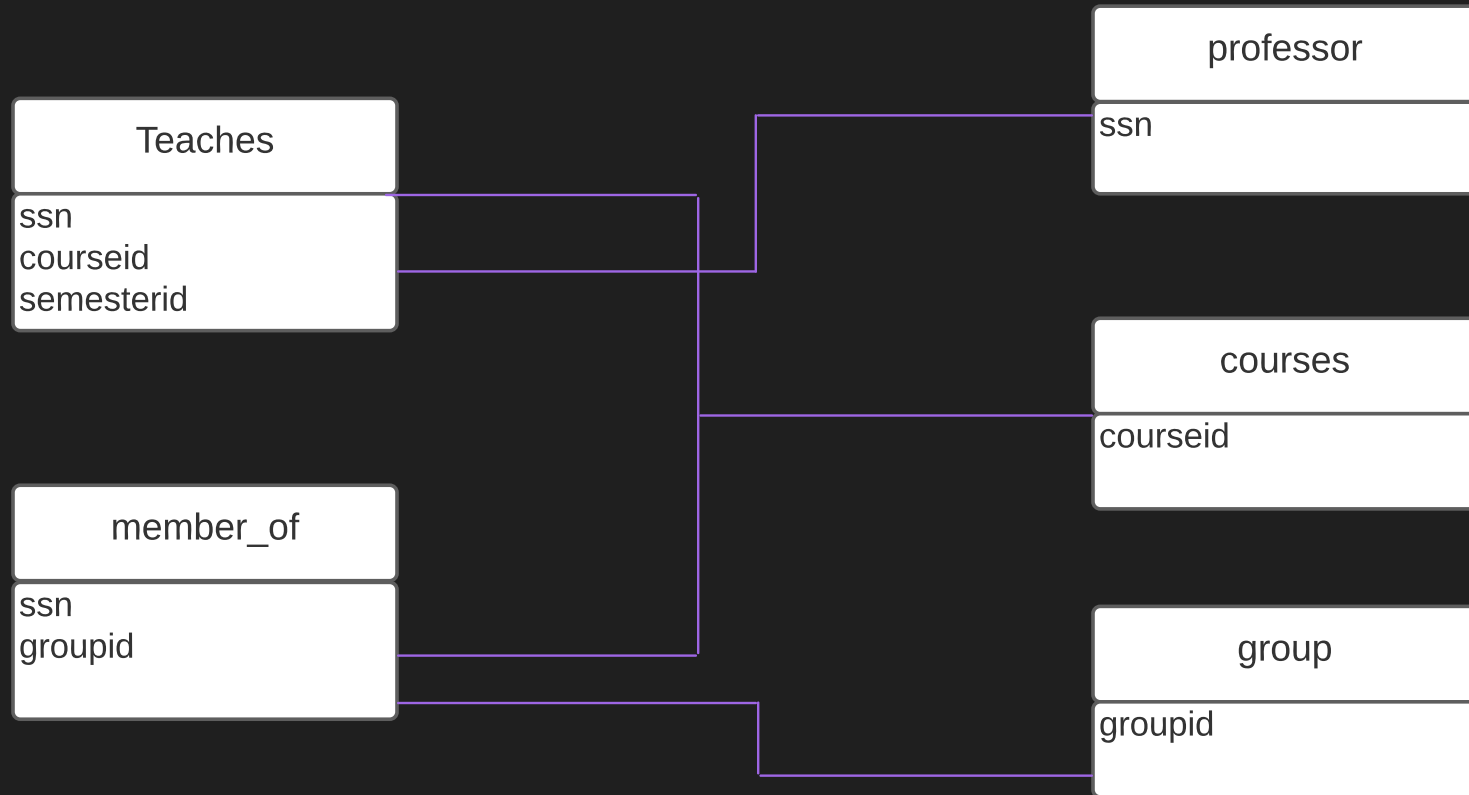 Teaches
ssn
courseid
semesterid
member_of
ssn
groupid
professor
ssn
courses
courseid
group
groupid